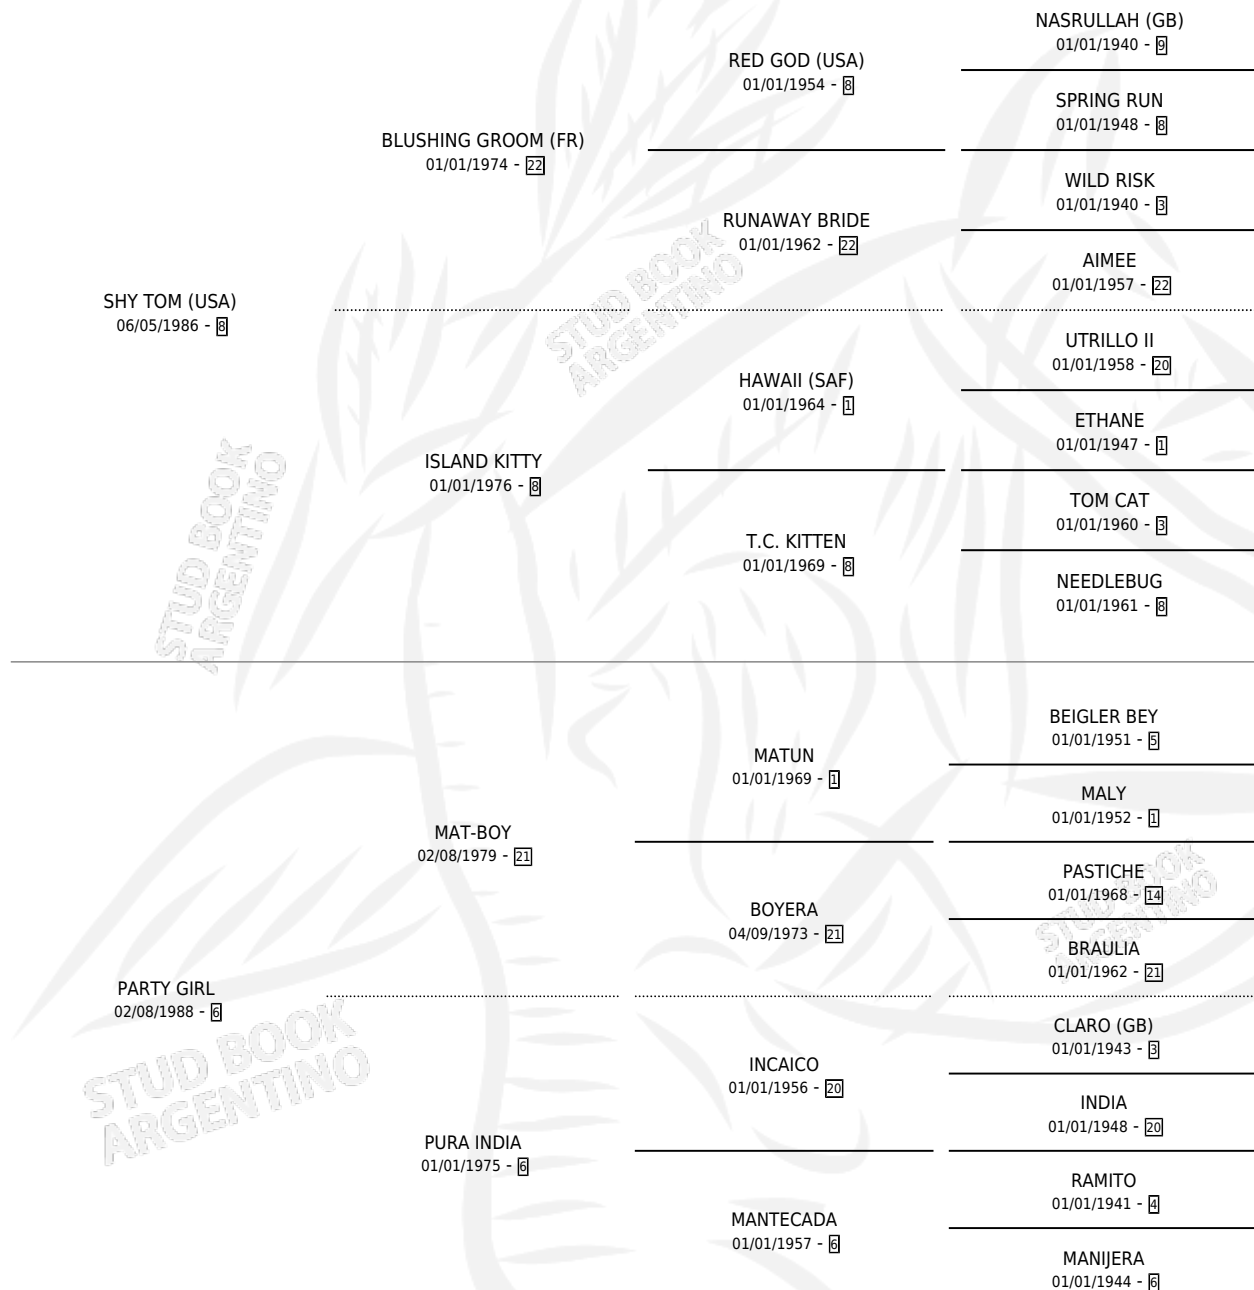 NASRULLAH (GB)
01/01/1940 - 9
RED GOD (USA)
01/01/1954 - 8
SPRING RUN
01/01/1948 - 8
BLUSHING GROOM (FR)
01/01/1974 - 22
WILD RISK
01/01/1940 - 3
RUNAWAY BRIDE
01/01/1962 - 22
AIMEE
01/01/1957 - 22
SHY TOM (USA)
06/05/1986 - 8
UTRILLO II
01/01/1958 - 20
HAWAII (SAF)
01/01/1964 - 1
ETHANE
01/01/1947 - 1
ISLAND KITTY
01/01/1976 - 8
TOM CAT
01/01/1960 - 3
T.C. KITTEN
01/01/1969 - 8
NEEDLEBUG
01/01/1961 - 8
BEIGLER BEY
01/01/1951 - 5
MATUN
01/01/1969 - 1
MALY
01/01/1952 - 1
MAT-BOY
02/08/1979 - 21
PASTICHE
01/01/1968 - 14
BOYERA
04/09/1973 - 21
BRAULIA
01/01/1962 - 21
PARTY GIRL
02/08/1988 - 6
CLARO (GB)
01/01/1943 - 3
INCAICO
01/01/1956 - 20
INDIA
01/01/1948 - 20
PURA INDIA
01/01/1975 - 6
RAMITO
01/01/1941 - 4
MANTECADA
01/01/1957 - 6
MANIJERA
01/01/1944 - 6
STUD BOOK
ARGENTINO
STUD BOOK
ARGENTINO
STUD BOOK
ARGENTINO
STUD BOOK
ARGENTINO